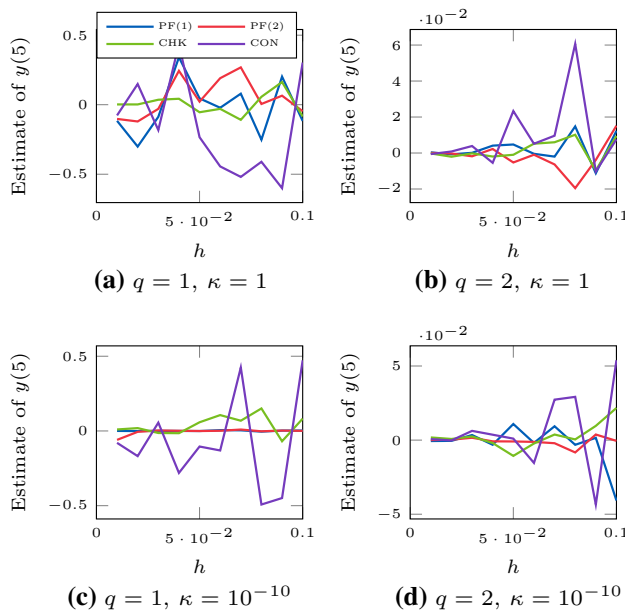 PF(1) PF(2)
CHK CON
0.5
0
−0.5
Estimate of y(5)
0 5 · 10⁻² 0.1
h
(a) q = 1, κ = 1
·10⁻²
6
4
2
0
−2
Estimate of y(5)
0 5 · 10⁻² 0.1
h
(b) q = 2, κ = 1
0.5
0
−0.5
Estimate of y(5)
0 5 · 10⁻² 0.1
h
(c) q = 1, κ = 10⁻¹⁰
·10⁻²
5
0
−5
Estimate of y(5)
0 5 · 10⁻² 0.1
h
(d) q = 2, κ = 10⁻¹⁰